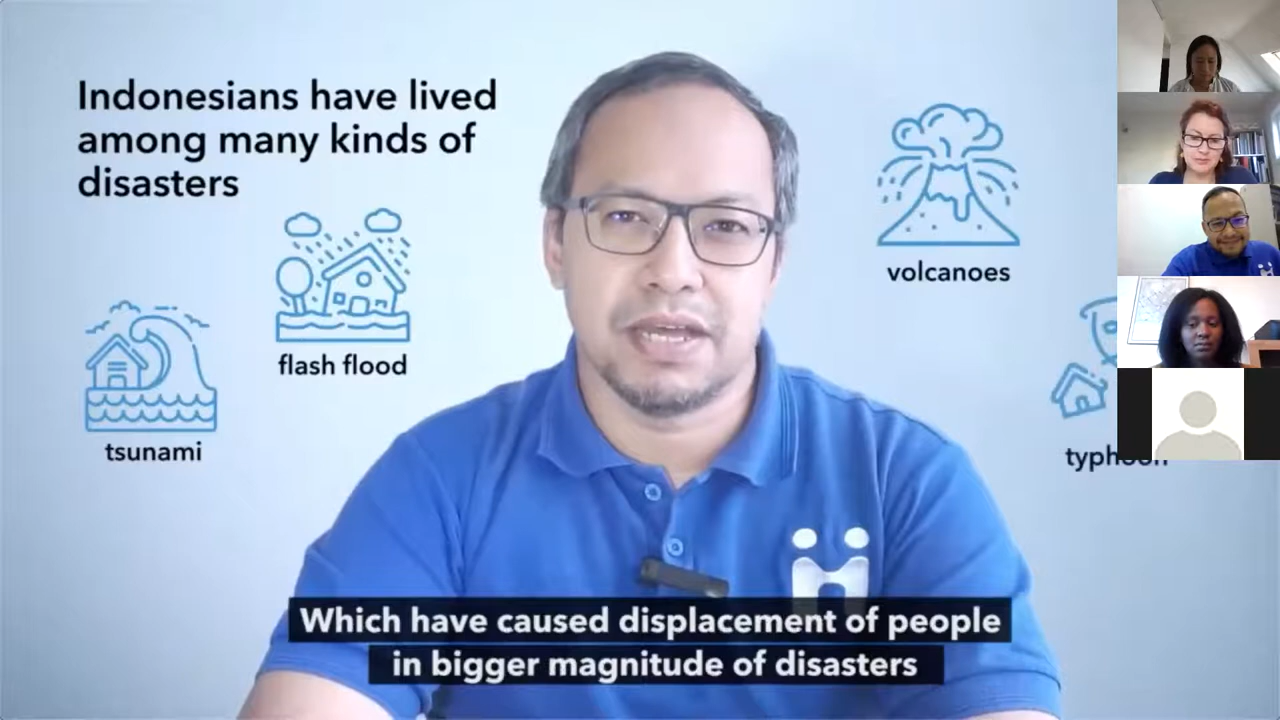 Indonesians have lived
among many kinds of
disasters
volcanoes
flash flood
tsunami
typhoon
Which have caused displacement of people
in bigger magnitude of disasters